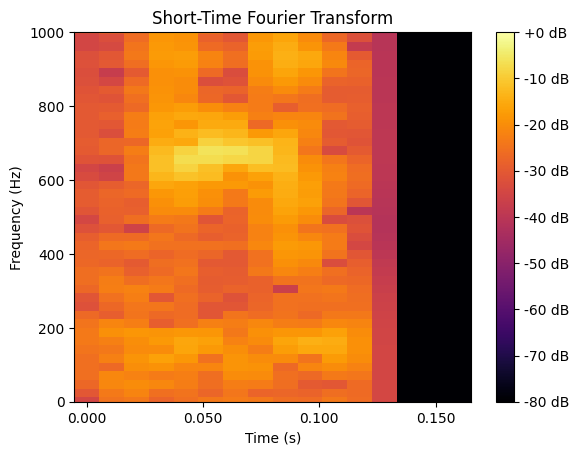 Short-Time Fourier Transform
Frequency (Hz)
1000
800
600
400
200
0
0.000
0.050
0.100
0.150
Time (s)
+0 dB
-10 dB
-20 dB
-30 dB
-40 dB
-50 dB
-60 dB
-70 dB
-80 dB